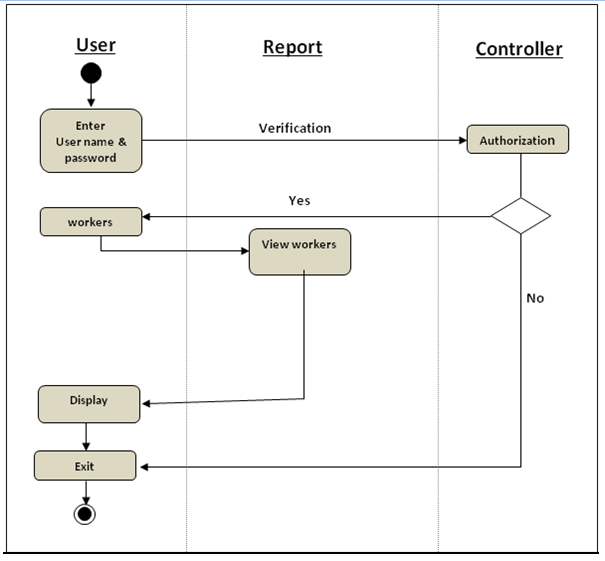 User
Report
Controller
Enter
User name &
password
Verification
Authorization
Yes
workers
View workers
No
Display
Exit